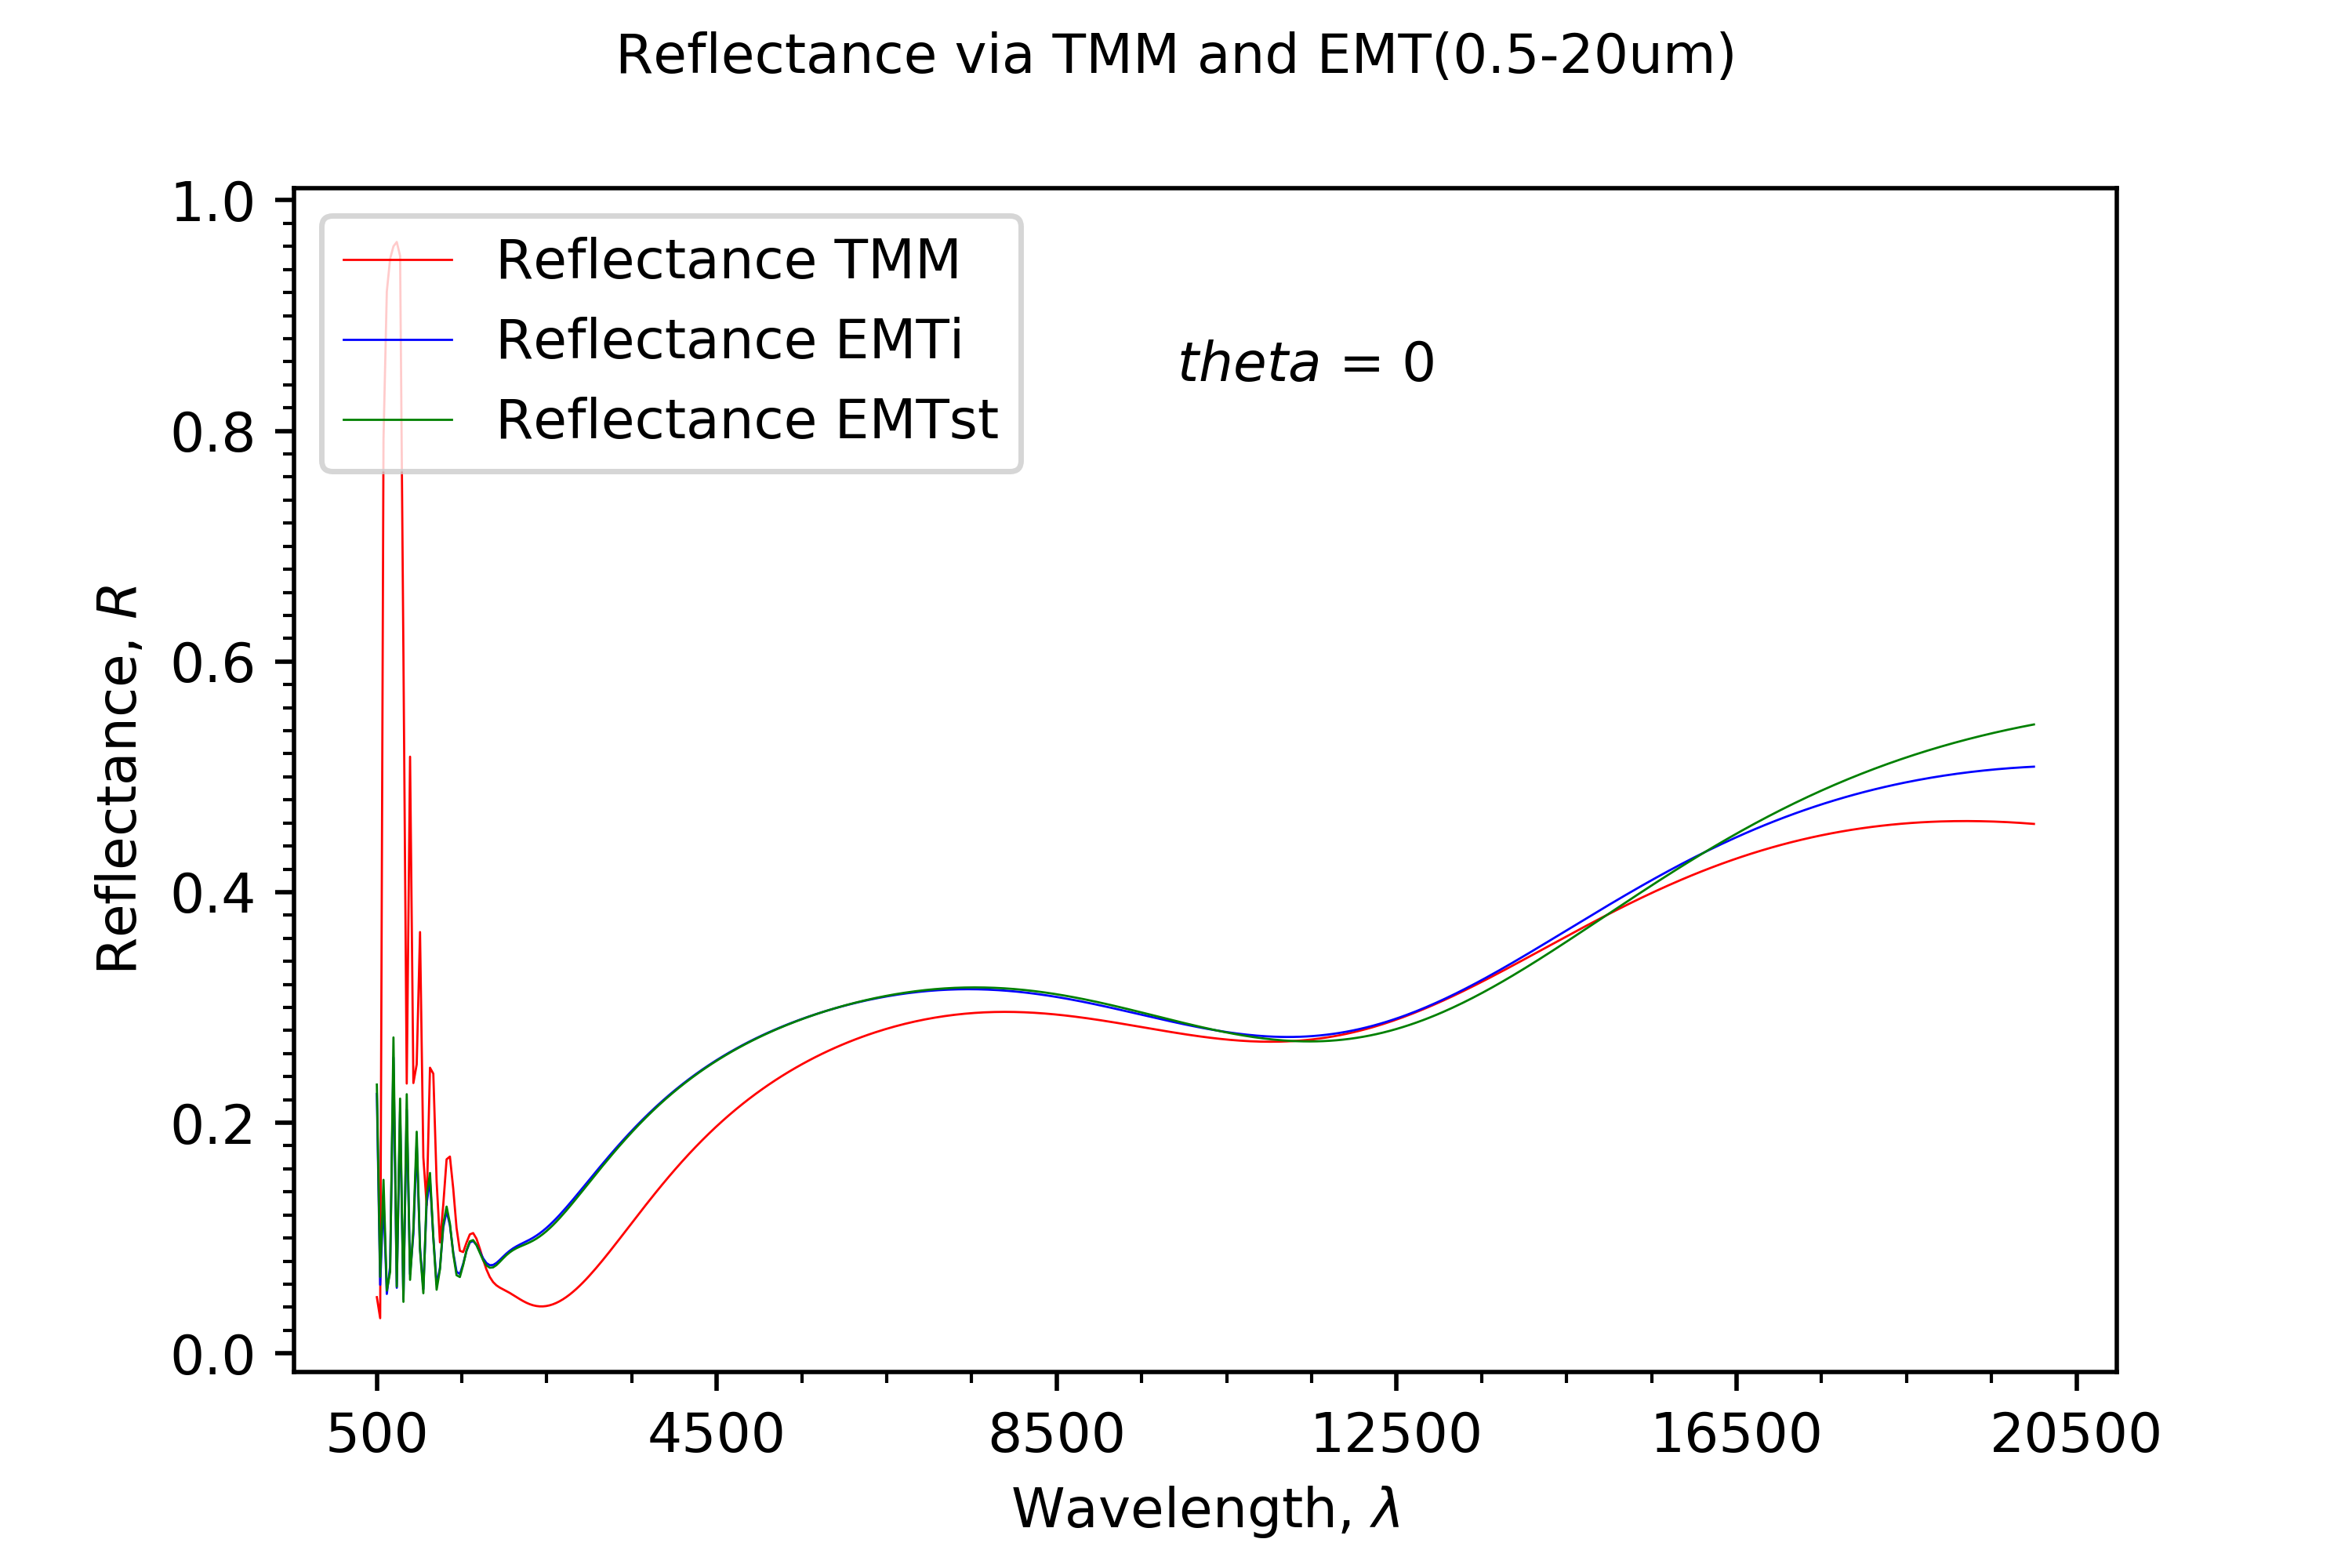 Reflectance via TMM and EMT(0.5-20um)
1.0
0.8
0.6
0.4
0.2
0.0
Reflectance, R
Reflectance TMM
Reflectance EMTi
Reflectance EMTst
theta = 0
500 4500 8500 12500 16500 20500
Wavelength, λ